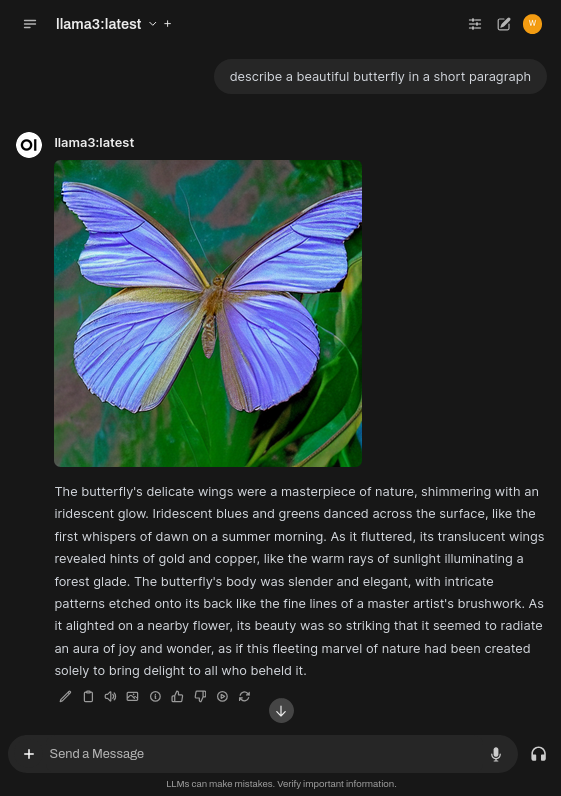 llama3:latest
W
describe a beautiful butterfly in a short paragraph
OI
llama3:latest
The butterfly's delicate wings were a masterpiece of nature, shimmering with an
iridescent glow. Iridescent blues and greens danced across the surface, like the
first whispers of dawn on a summer morning. As it fluttered, its translucent wings
revealed hints of gold and copper, like the warm rays of sunlight illuminating a
forest glade. The butterfly's body was slender and elegant, with intricate
patterns etched onto its back like the fine lines of a master artist's brushwork. As
it alighted on a nearby flower, its beauty was so striking that it seemed to radiate
an aura of joy and wonder, as if this fleeting marvel of nature had been created
solely to bring delight to all who beheld it.
Send a Message
LLMs can make mistakes. Verify important information.